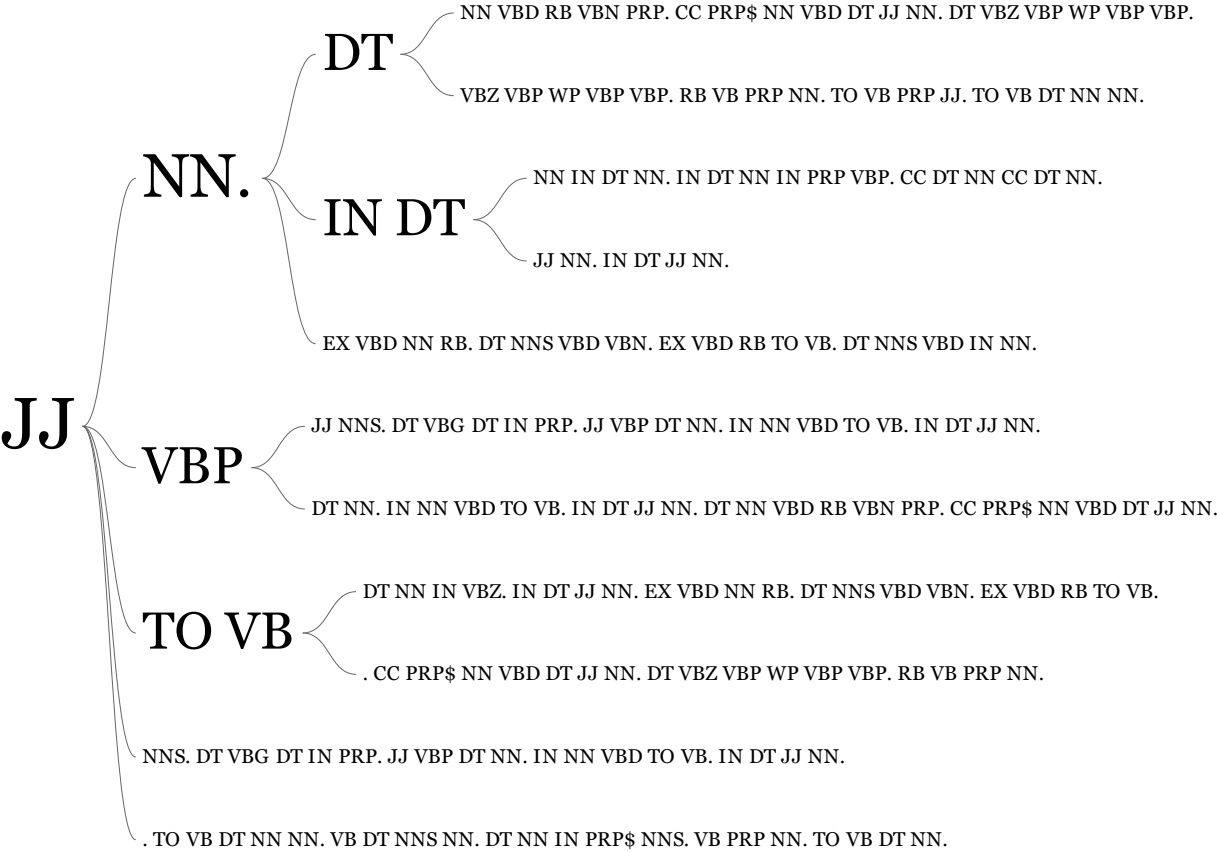 NN VBD RB VBN PRP. CC PRP$ NN VBD DT JJ NN. DT VBZ VBP WP VBP VBP.
DT
VBZ VBP WP VBP VBP. RB VB PRP NN. TO VB PRP JJ. TO VB DT NN NN.
NN.
NN IN DT NN. IN DT NN IN PRP VBP. CC DT NN CC DT NN.
IN DT
JJ NN. IN DT JJ NN.
EX VBD NN RB. DT NNS VBD VBN. EX VBD RB TO VB. DT NNS VBD IN NN.
JJ
JJ NNS. DT VBG DT IN PRP. JJ VBP DT NN. IN NN VBD TO VB. IN DT JJ NN.
VBP
DT NN. IN NN VBD TO VB. IN DT JJ NN. DT NN VBD RB VBN PRP. CC PRP$ NN VBD DT JJ NN.
DT NN IN VBZ. IN DT JJ NN. EX VBD NN RB. DT NNS VBD VBN. EX VBD RB TO VB.
TO VB
. CC PRP$ NN VBD DT JJ NN. DT VBZ VBP WP VBP VBP. RB VB PRP NN.
NNS. DT VBG DT IN PRP. JJ VBP DT NN. IN NN VBD TO VB. IN DT JJ NN.
. TO VB DT NN NN. VB DT NNS NN. DT NN IN PRP$ NNS. VB PRP NN. TO VB DT NN.